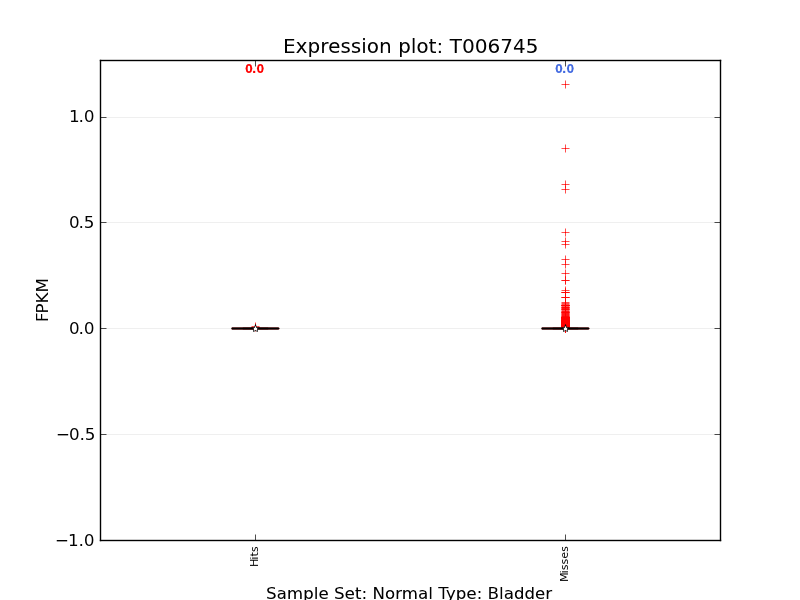 Expression plot: T006745
0.0
0.0
1.0
0.5
0.0
−0.5
−1.0
FPKM
Hits
Misses
Sample Set: Normal Type: Bladder